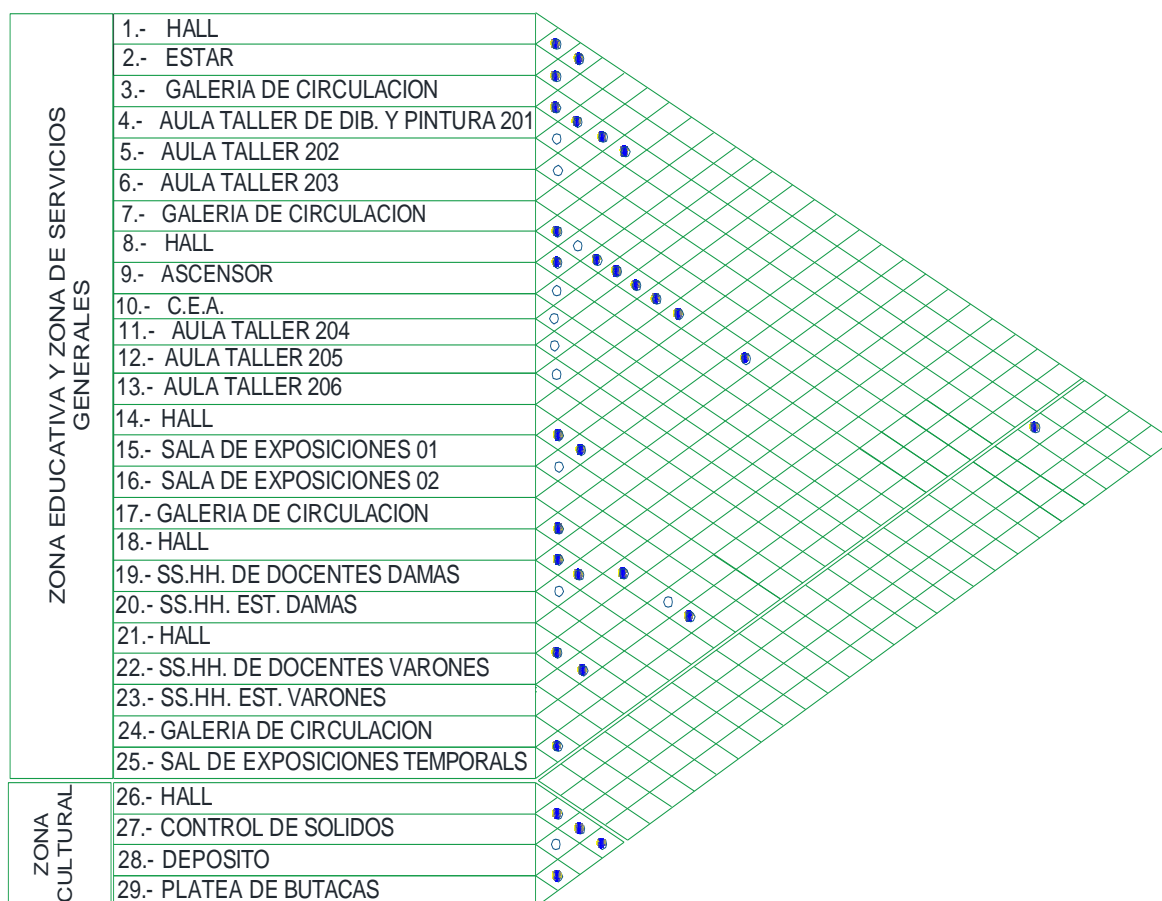 ZONA EDUCATIVA Y ZONA DE SERVICIOS
GENERALES
1.- HALL
2.- ESTAR
3.- GALERIA DE CIRCULACION
4.- AULA TALLER DE DIB. Y PINTURA 201
5.- AULA TALLER 202
6.- AULA TALLER 203
7.- GALERIA DE CIRCULACION
8.- HALL
9.- ASCENSOR
10.- C.E.A.
11.- AULA TALLER 204
12.- AULA TALLER 205
13.- AULA TALLER 206
14.- HALL
15.- SALA DE EXPOSICIONES 01
16.- SALA DE EXPOSICIONES 02
17.- GALERIA DE CIRCULACION
18.- HALL
19.- SS.HH. DE DOCENTES DAMAS
20.- SS.HH. EST. DAMAS
21.- HALL
22.- SS.HH. DE DOCENTES VARONES
23.- SS.HH. EST. VARONES
24.- GALERIA DE CIRCULACION
25.- SAL DE EXPOSICIONES TEMPORALS
ZONA
CULTURAL
26.- HALL
27.- CONTROL DE SOLIDOS
28.- DEPOSITO
29.- PLATEA DE BUTACAS